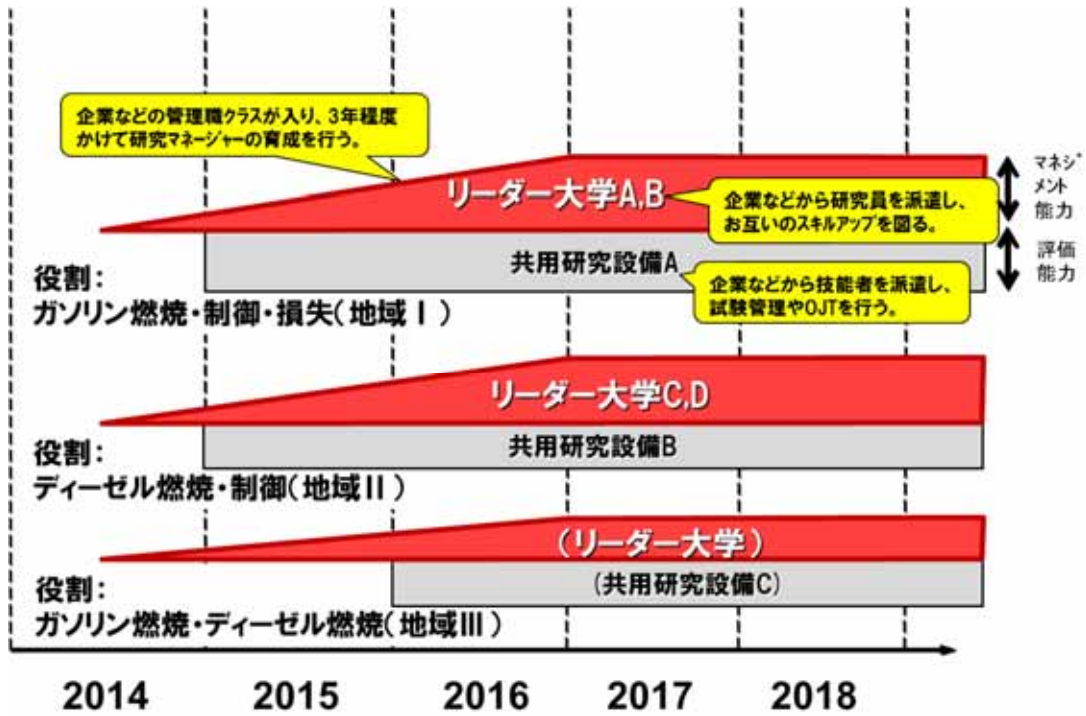 企業などの管理職クラスが入り、3年程度
かけて研究マネージャーの育成を行う。
リーダー大学A,B
企業などから研究員を派遣し、
お互いのスキルアップを図る。
マネジ
メント
能力
共用研究設備A
評価
能力
企業などから技能者を派遣し、
試験管理やOJTを行う。
役割：
ガソリン燃焼・制御・損失（地域Ⅰ）
リーダー大学C,D
共用研究設備B
役割：
ディーゼル燃焼・制御（地域II）
（リーダー大学）
（共用研究設備C）
役割：
ガソリン燃焼・ディーゼル燃焼（地域III）
2014 2015 2016 2017 2018